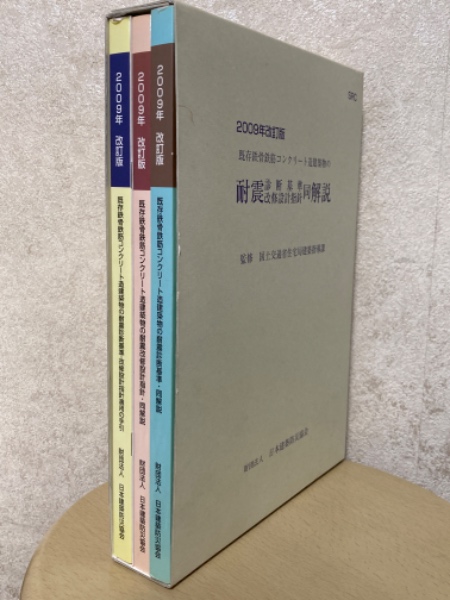 2009年 改訂版
既存鉄骨鉄筋コンクリート造建築物の耐震診断基準・改修設計指針適用の手引
財団法人 日本建築防災協会
2009年 改訂版
既存鉄骨鉄筋コンクリート造建築物の耐震改修設計指針・同解説
財団法人 日本建築防災協会
2009年 改訂版
既存鉄骨鉄筋コンクリート造建築物の耐震診断基準・同解説
財団法人 日本建築防災協会
SRC
2009年改訂版
既存鉄骨鉄筋コンクリート造建築物の
耐震診断基準改修設計指針同解説
監修 国土交通省住宅局建築指導課
財団法人 日本建築防災協会